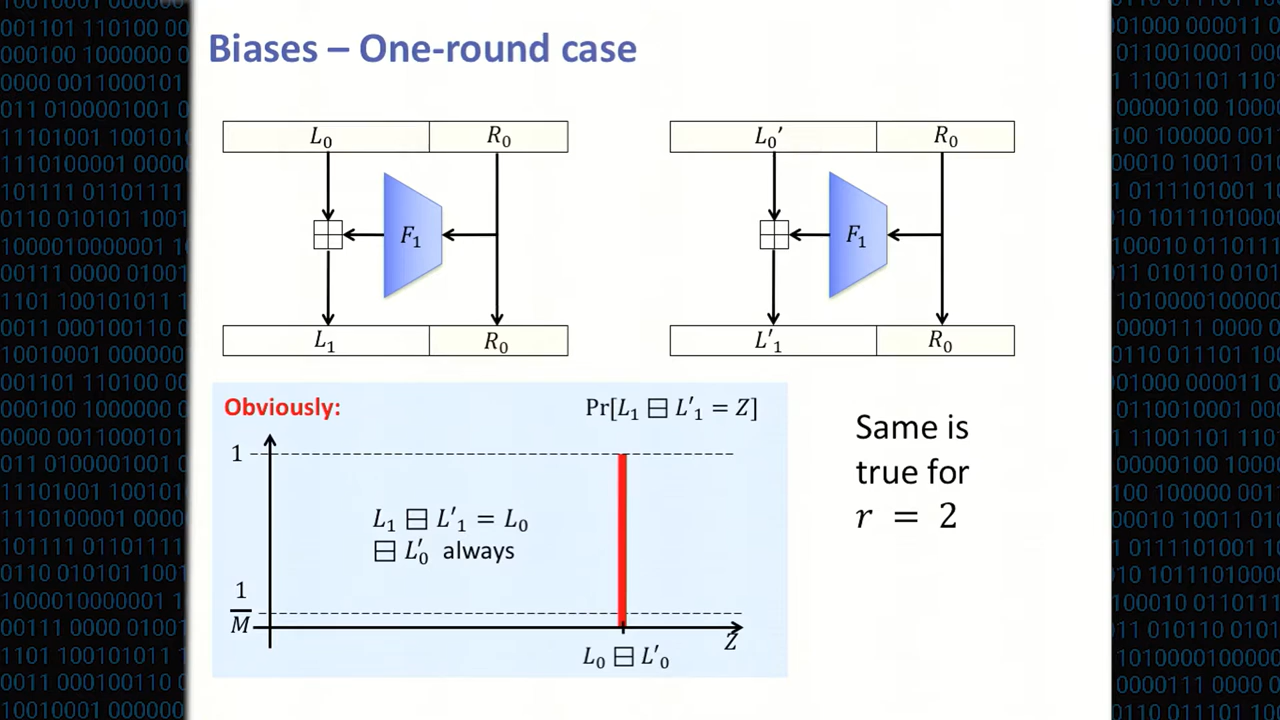 Biases – One-round case
L₀ R₀
F₁
L₁ R₀
L₀’ R₀
F₁
L’₁ R₀
Obviously:
Pr[L₁ ⊟ L’₁ = Z]
1
L₁ ⊟ L’₁ = L₀
⊟ L’₀ always
1
M
Z
L₀ ⊟ L’₀
Same is
true for
r = 2